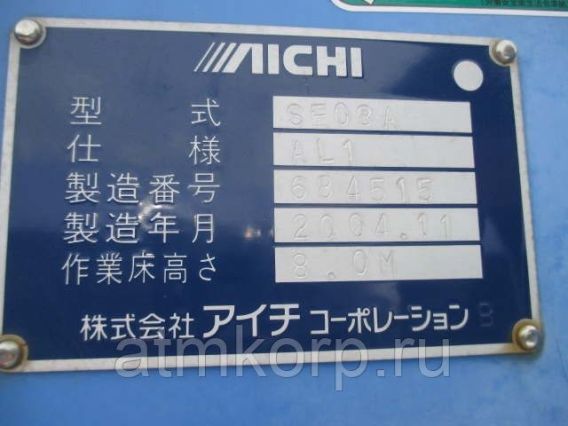 AICHI
型式 SE08A
仕様 AL1
製造番号 684515
製造年月 2004.11
作業床高さ 8.0M
株式会社 アイチ コーポレーション B
atmkorp.ru